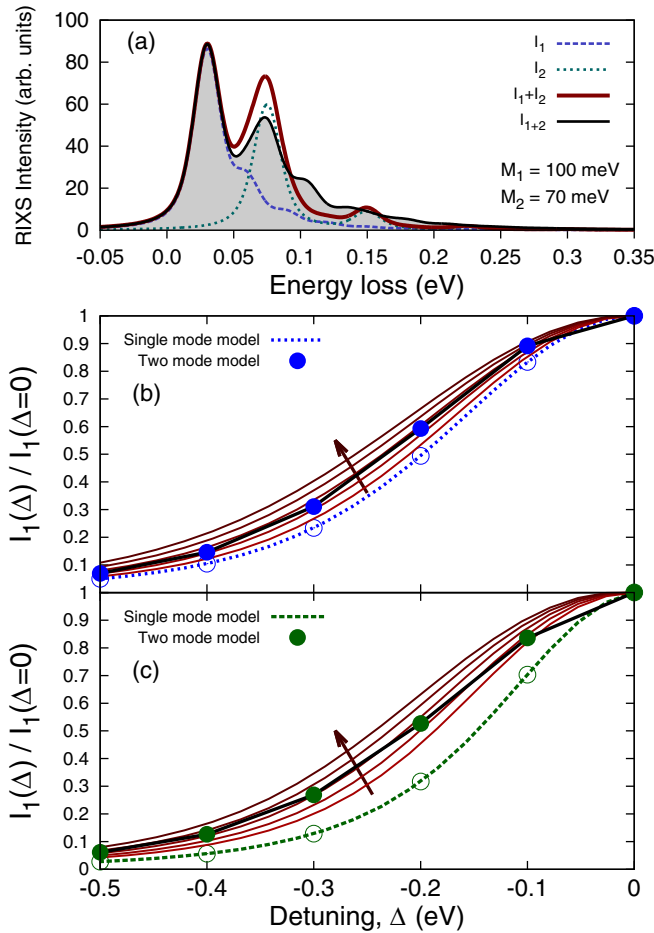 (a)
I₁
I₂
I₁+I₂
I₁₊₂
M₁ = 100 meV
M₂ = 70 meV
RIXS Intensity (arb. units)
100
80
60
40
20
0
-0.05 0.0 0.05 0.10 0.15 0.20 0.25 0.30 0.35
Energy loss (eV)
Single mode model
Two mode model
(b)
I₁(Δ) / I₁(Δ=0)
1
0.9
0.8
0.7
0.6
0.5
0.4
0.3
0.2
0.1
Single mode model
Two mode model
(c)
I₁(Δ) / I₁(Δ=0)
1
0.9
0.8
0.7
0.6
0.5
0.4
0.3
0.2
0.1
0
-0.5 -0.4 -0.3 -0.2 -0.1 0
Detuning, Δ (eV)